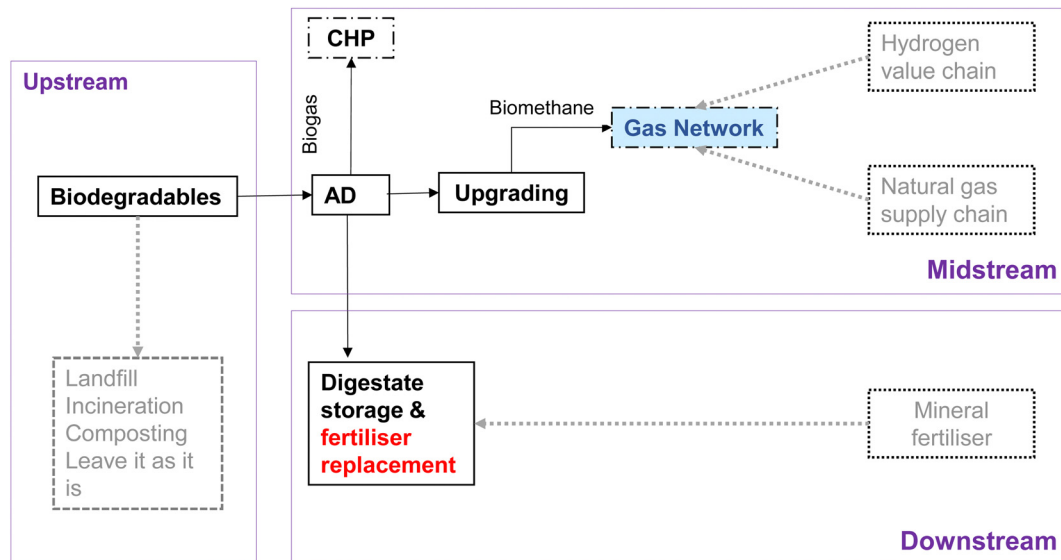 Upstream
Biodegradables
Landfill
Incineration
Composting
Leave it as it
is
CHP
Biogas
AD
Upgrading
Biomethane
Gas Network
Hydrogen
value chain
Natural gas
supply chain
Midstream
Digestate
storage &
fertiliser
replacement
Mineral
fertiliser
Downstream